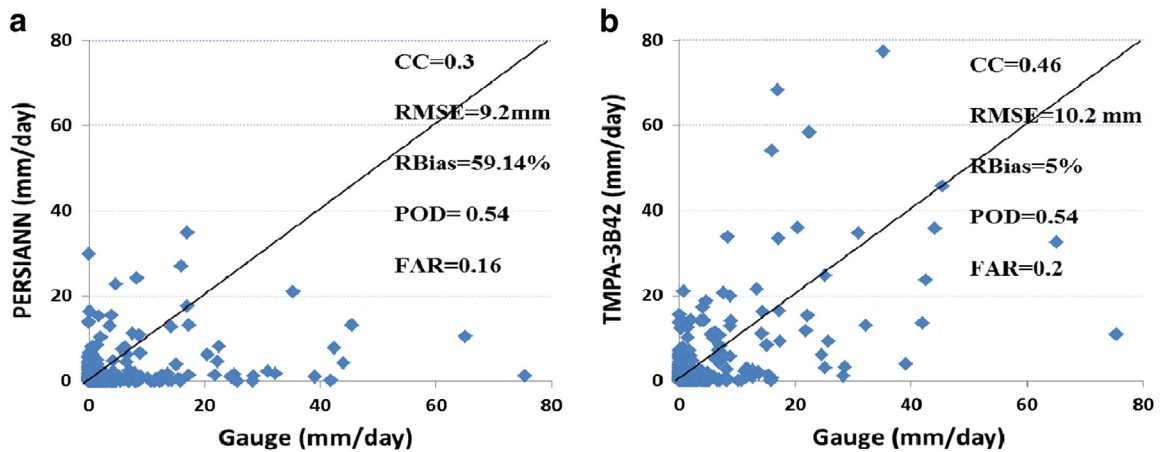 a
PERSIANN (mm/day)
80
60
40
20
0
CC=0.3
RMSE=9.2mm
RBias=59.14%
POD= 0.54
FAR=0.16
0 20 40 60 80
Gauge (mm/day)
b
TMPA-3B42 (mm/day)
80
60
40
20
0
CC=0.46
RMSE=10.2 mm
RBias=5%
POD=0.54
FAR=0.2
0 20 40 60 80
Gauge (mm/day)